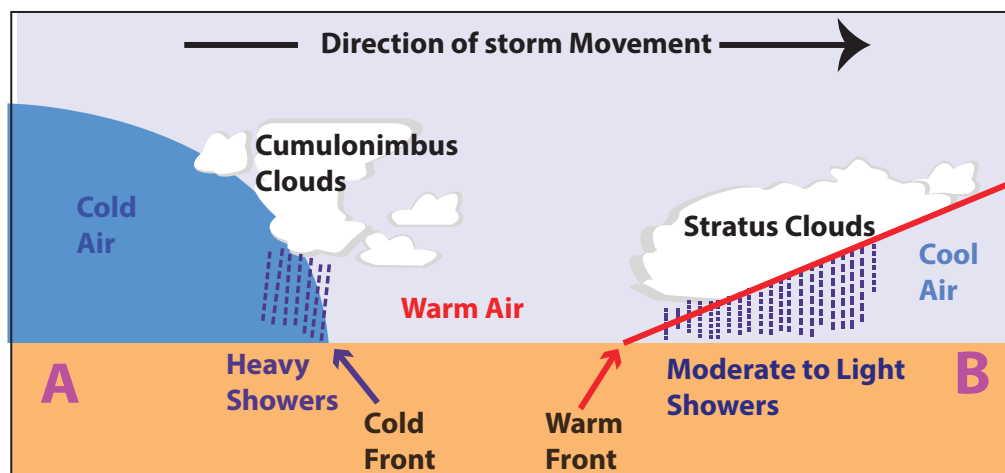 Direction of storm Movement
Cumulonimbus
Clouds
Cold
Air
Stratus Clouds
Cool
Air
Warm Air
A
Heavy
Showers
Cold
Front
Warm
Front
Moderate to Light
Showers
B